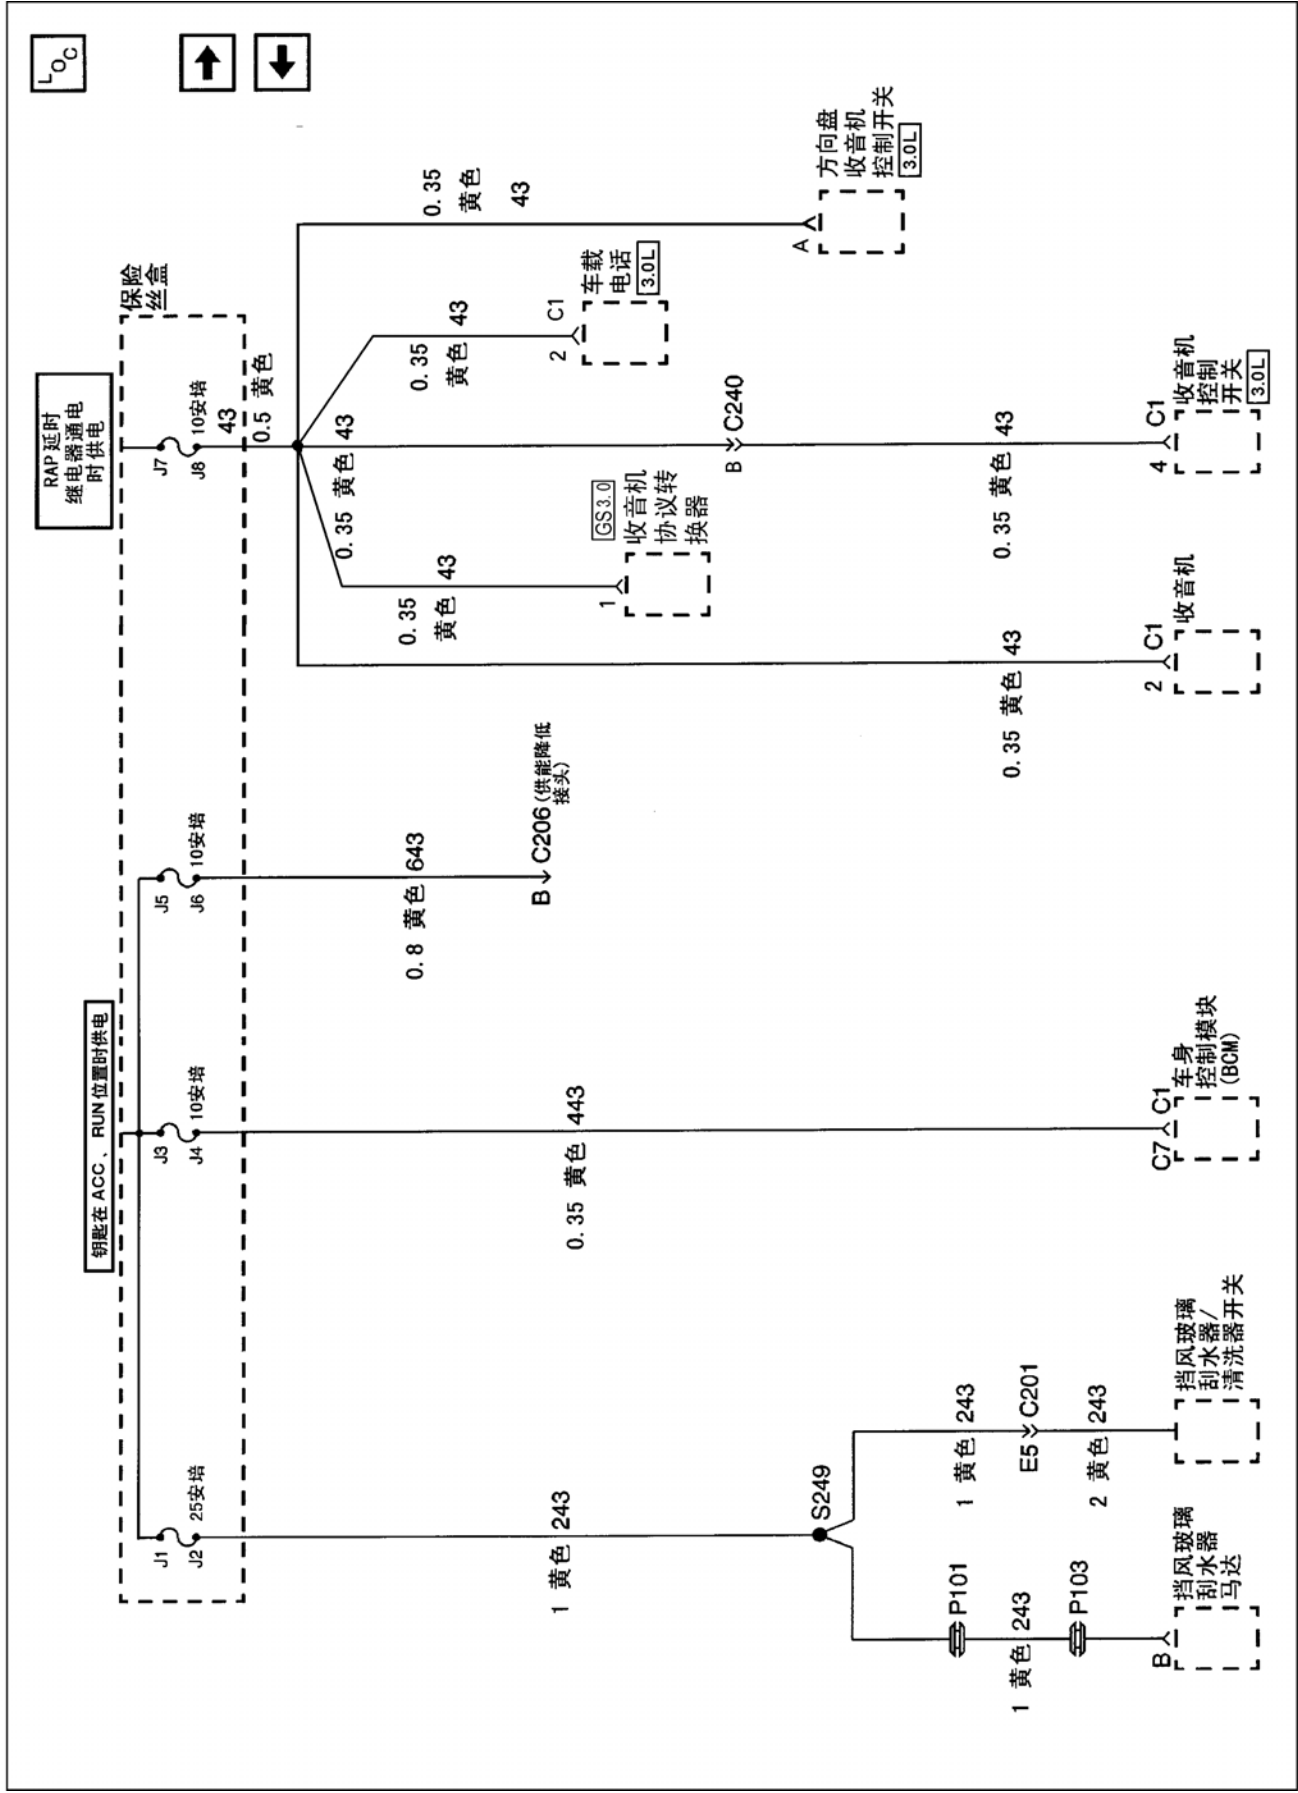 LOC
钥匙在 ACC 、 RUN 位置时供电
RAP 延时
继电器通电
时供电
保险
丝盒
J1
J2
25安培
J3
J4
10安培
J5
J6
10安培
J7
J8
10安培
43
0.5 黄色
1 黄色 243
S249
P101
1 黄色 243
P103
B
挡风玻璃
刮水器
马达
1 黄色 243
E5 C201
2 黄色 243
挡风玻璃
刮水器/
清洗器开关
0.35 黄色 443
C7 C1
车身
控制模块
(BCM)
0.8 黄色 643
B C206 (供能降低
接头)
0.35 黄色 43
2 C1
收音机
0.35
黄色 43
1
GS3.0
收音机
协议转
换器
0.35 黄色 43
B C240
0.35 黄色 43
4 C1
收音机
控制
开关
3.0L
0.35
黄色 43
2 C1
车载
电话
3.0L
0.35
黄色
43
A
方向盘
收音机
控制开关
3.0L